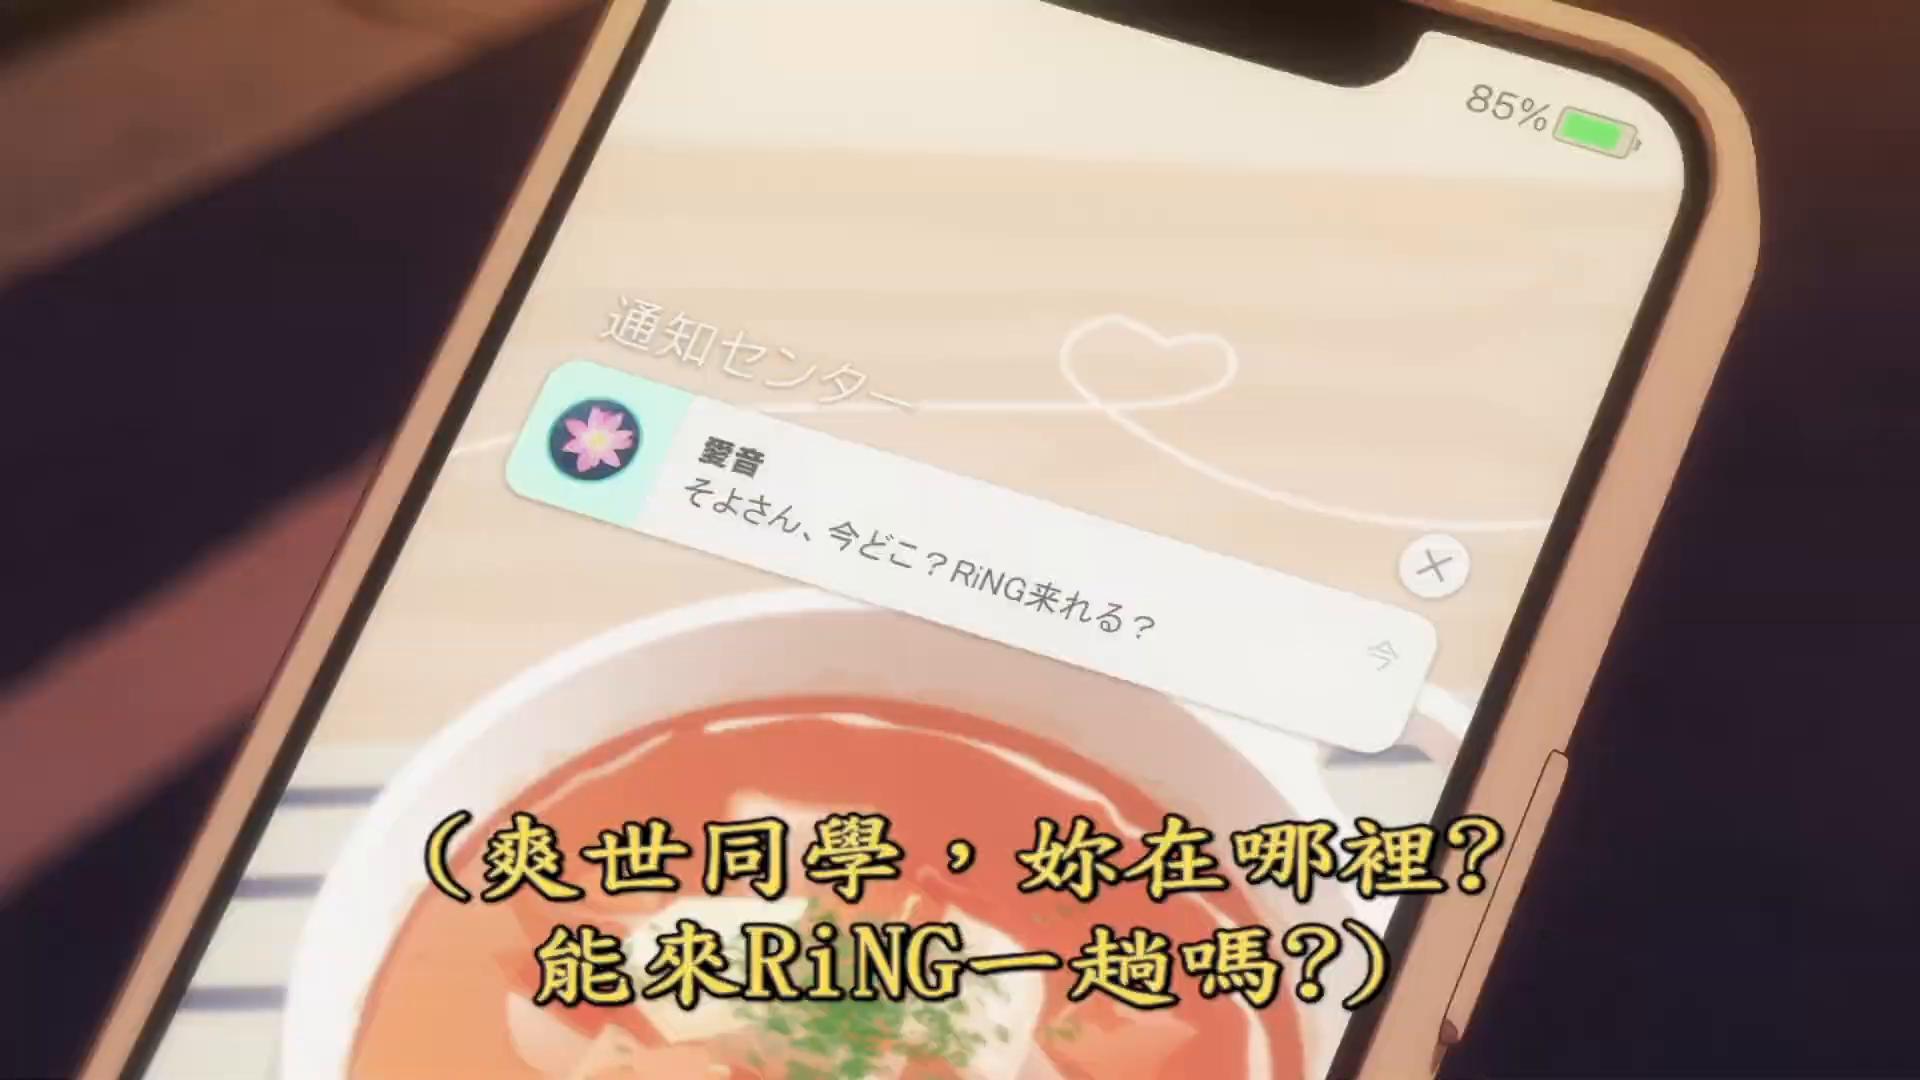 85%
通知センター
愛音
そよさん、今どこ？RiNG来れる？
今
(爽世同學，妳在哪裡?
能來RiNG一趟嗎?)